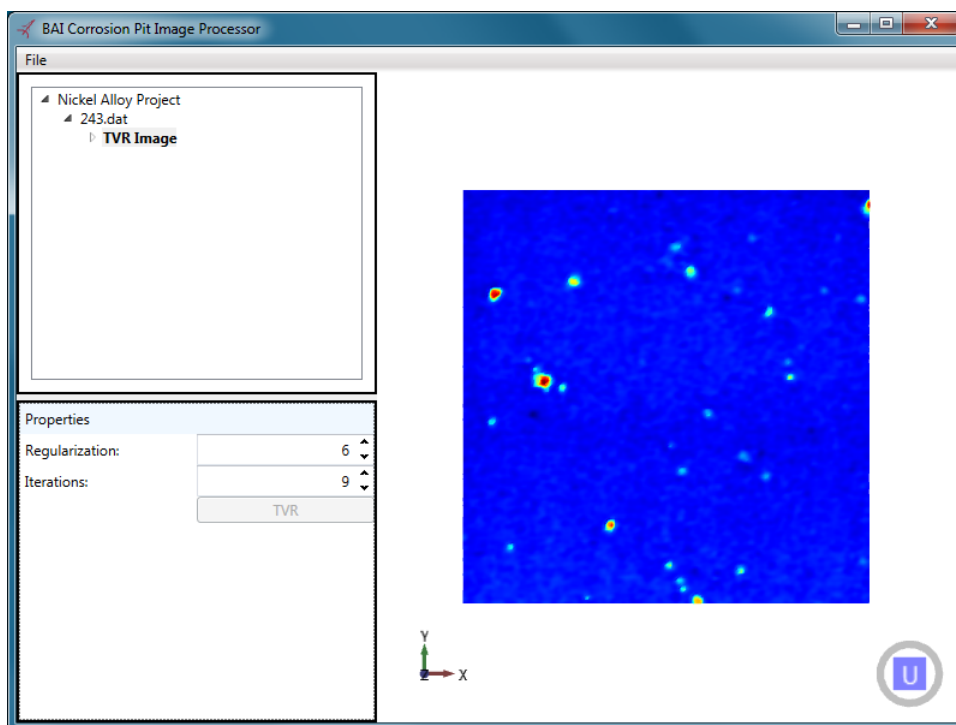 BAI Corrosion Pit Image Processor
File
Nickel Alloy Project
243.dat
TVR Image
Properties
Regularization: 6
Iterations: 9
TVR
Y
Z X
U